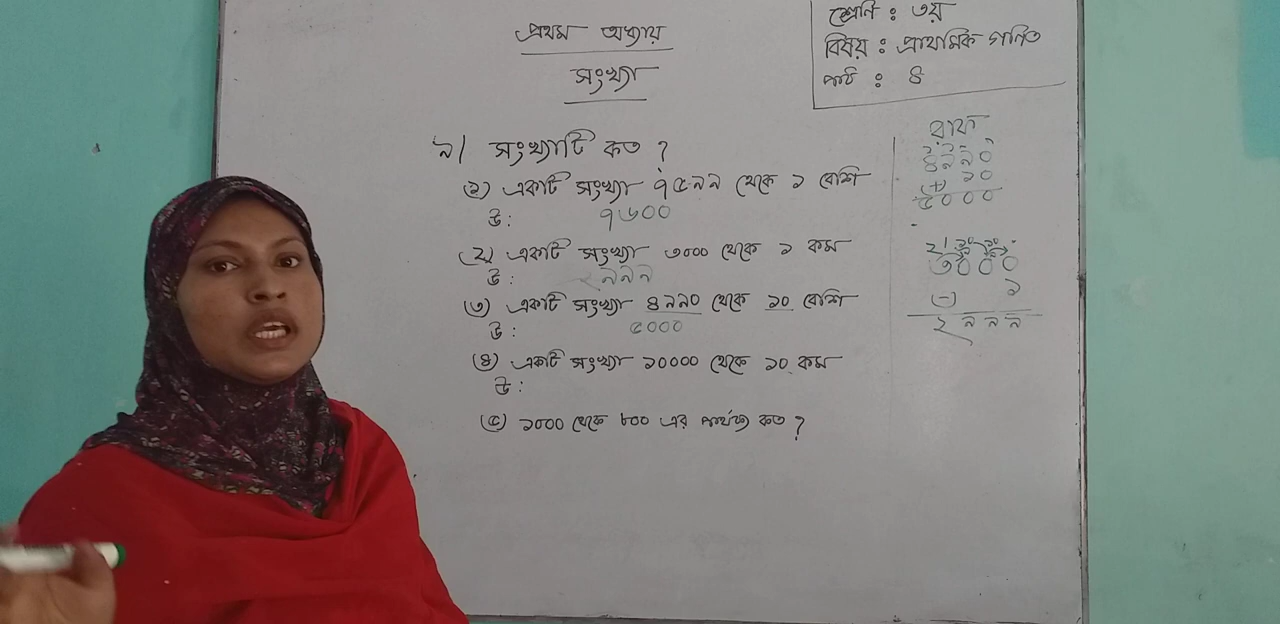 প্রথম অধ্যায়
সংখ্যা
শ্রেণি : ৩য়
বিষয় : প্রাথমিক গণিত
পাঠ : ৪
৯। সংখ্যাটি কত ?
(১) একটি সংখ্যা ৭৫৯৯ থেকে ১ বেশি
উ: ৭৬০০
(২) একটি সংখ্যা ৩০০০ থেকে ১ কম
উ: ২৯৯৯
(৩) একটি সংখ্যা ৪৯৯০ থেকে ১০ বেশি
উ: ৫০০০
(৪) একটি সংখ্যা ১০০০০ থেকে ১০ কম
উ:
(৫) ১০০০ থেকে ৮০০ এর পার্থক্য কত ?
রাফ
৪৯৯০
(+) ১০
৫০০০
৩০০০
(-) ১
২৯৯৯